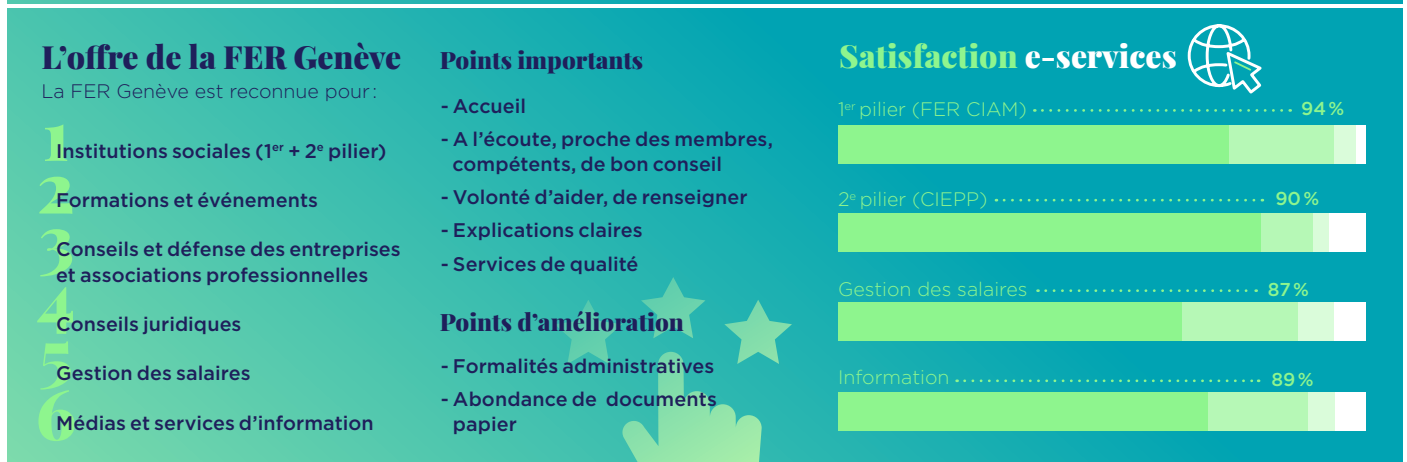 L'offre de la FER Genève
La FER Genève est reconnue pour:
1 Institutions sociales (1er + 2e pilier)
2 Formations et événements
3 Conseils et défense des entreprises
et associations professionnelles
4 Conseils juridiques
5 Gestion des salaires
6 Médias et services d'information
Points importants
- Accueil
- A l'écoute, proche des membres,
compétents, de bon conseil
- Volonté d'aider, de renseigner
- Explications claires
- Services de qualité
Points d'amélioration
- Formalités administratives
- Abondance de documents
papier
Satisfaction e-services
1er pilier (FER CIAM) 94%
2e pilier (CIEPP) 90%
Gestion des salaires 87%
Information 89%